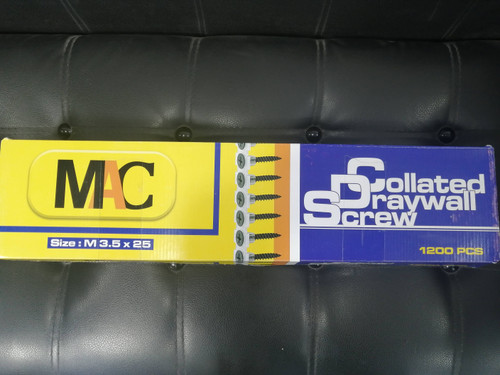 MAC
Size : M 3.5 x 25
Collated
Draywall
Screw
1200 PCS